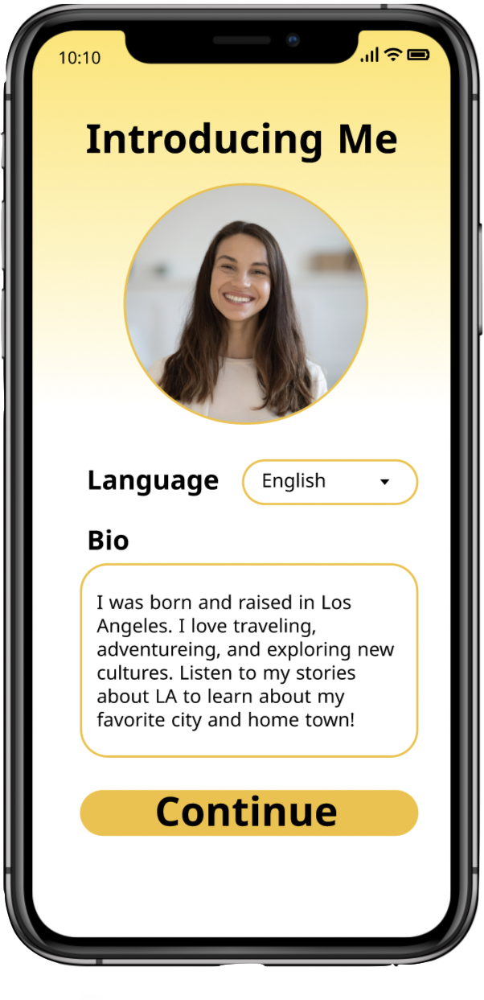 10:10
Introducing Me
Language
English
Bio
I was born and raised in Los
Angeles. I love traveling,
adventureing, and exploring new
cultures. Listen to my stories
about LA to learn about my
favorite city and home town!
Continue